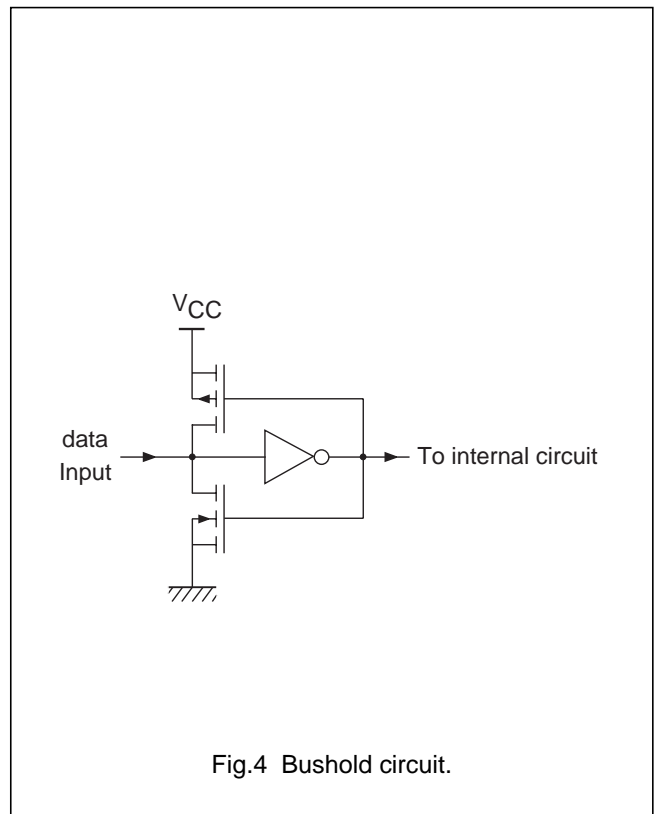 VCC
data
Input
To internal circuit
Fig.4 Bushold circuit.